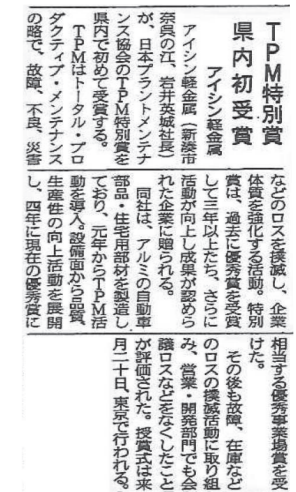 TPM特別賞
県内初受賞
アイシン軽金属
アイシン軽金属(新湊市
奈呉の江、岩井英城社長)
が、日本プラントメンテナ
ンス協会のTPM特別賞を
県内で初めて受賞する。
TPMはトータル・プロ
ダクティブ・メンテナンス
の略で、故障、不良、災害
などのロスを撲滅し、企業
体質を強化する活動。特別
賞は、過去に優秀賞を受賞
して三年以上たち、さらに
活動が向上し成果が認めら
れた企業に贈られる。
同社は、アルミの自動車
部品・住宅用部材を製造し
ており、元年からTPM活
動を導入。設備面から品質、
生産性の向上活動を展開
し、四年に現在の優秀賞に
相当する優秀事業場賞を受
けた。
その後も故障、在庫など
のロスの撲滅活動に取り組
み、営業・開発部門でも会
議ロスなどをなくしたこと
が評価された。授賞式は来
月二十日、東京で行われる。